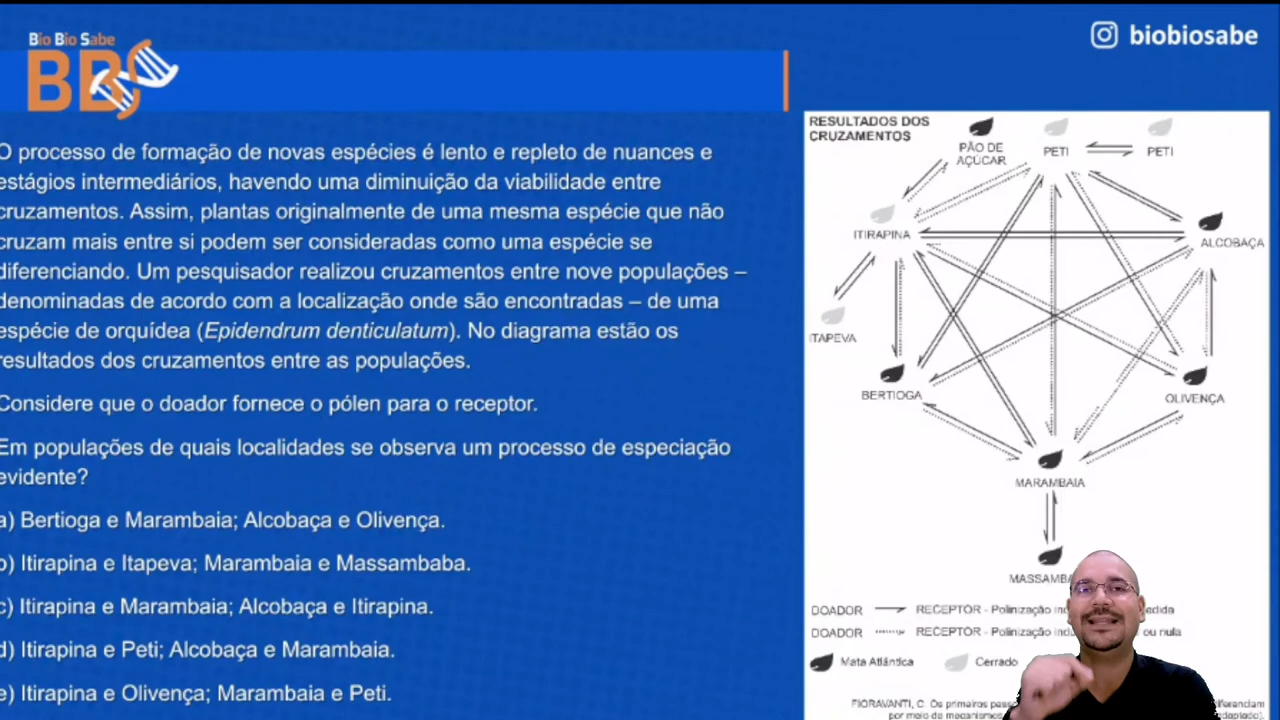 Bio Bio Sabe
BBS
biobiosabe
O processo de formação de novas espécies é lento e repleto de nuances e
estágios intermediários, havendo uma diminuição da viabilidade entre
cruzamentos. Assim, plantas originalmente de uma mesma espécie que não
cruzam mais entre si podem ser consideradas como uma espécie se
diferenciando. Um pesquisador realizou cruzamentos entre nove populações –
denominadas de acordo com a localização onde são encontradas – de uma
espécie de orquídea (Epidendrum denticulatum). No diagrama estão os
resultados dos cruzamentos entre as populações.
Considere que o doador fornece o pólen para o receptor.
Em populações de quais localidades se observa um processo de especiação
evidente?
a) Bertioga e Marambaia; Alcobaça e Olivença.
b) Itirapina e Itapeva; Marambaia e Massambaba.
c) Itirapina e Marambaia; Alcobaça e Itirapina.
d) Itirapina e Peti; Alcobaça e Marambaia.
e) Itirapina e Olivença; Marambaia e Peti.
RESULTADOS DOS
CRUZAMENTOS
PÃO DE
AÇÚCAR
PETI
PETI
ITIRAPINA
ALCOBAÇA
ITAPEVA
BERTIOGA
OLIVENÇA
MARAMBAIA
MASSAMBA
DOADOR RECEPTOR - Polinização
DOADOR RECEPTOR - Polinização ou nula
Mata Atlântica Cerrado
FIORAVANTI, C. Os primeiros
por meio de mecanismos